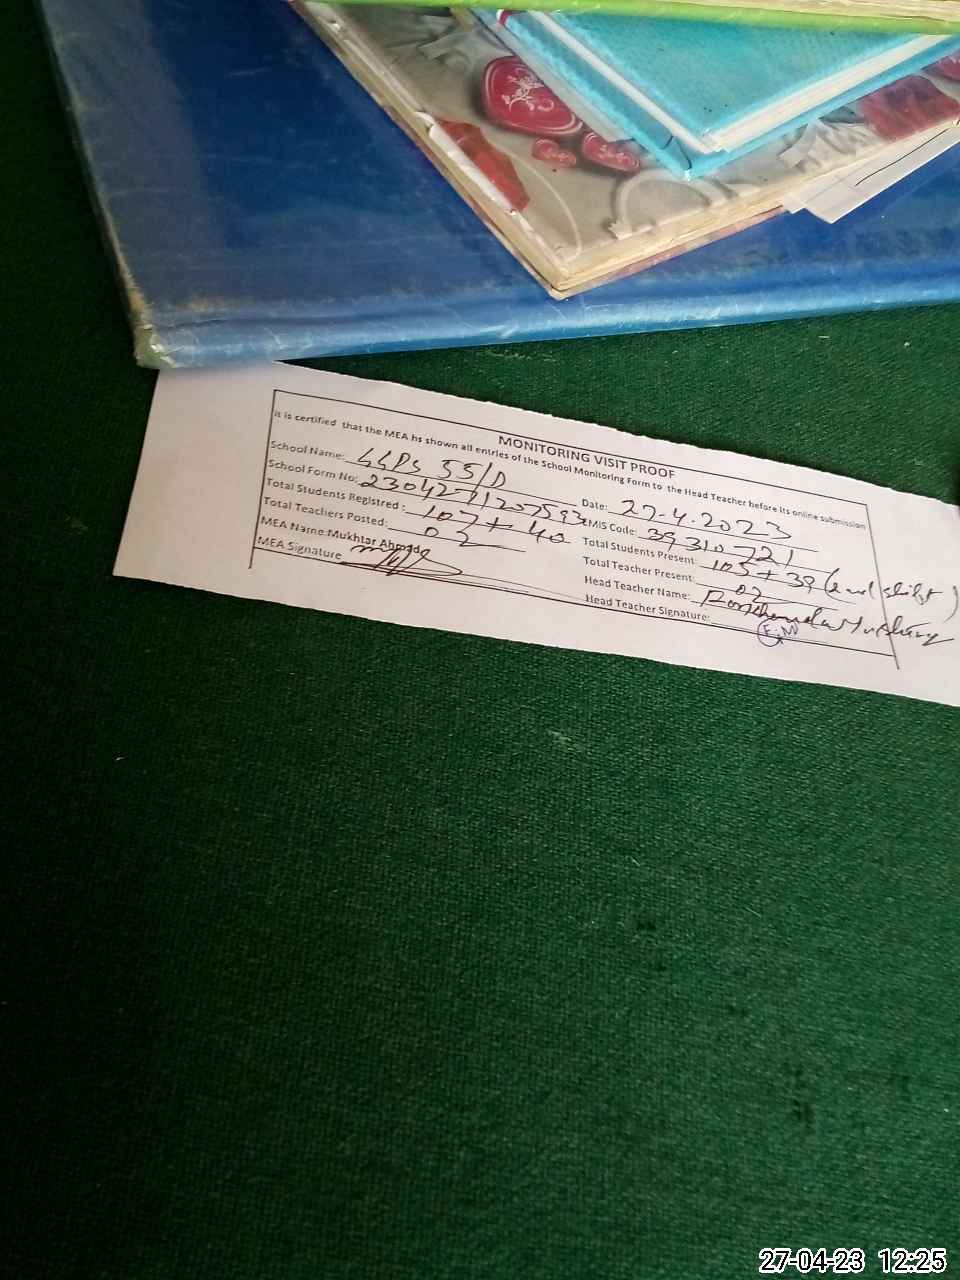 MONITORING VISIT PROOF
It is certified that the MEA hs shown all entries of the School Monitoring Form to the Head Teacher before its online submission
School Name: GGPS 55/D Date: 27-4-2023
School Form No: EMIS Code: 39310721
Total Students Registred: 107 + 40 Total Students Present: 105 + 39 (2nd shift)
Total Teachers Posted: 02 Total Teacher Present: 02
MEA Name: Mukhtar Ahmad Head Teacher Name:
MEA Signature Head Teacher Signature:
27-04-23 12:25